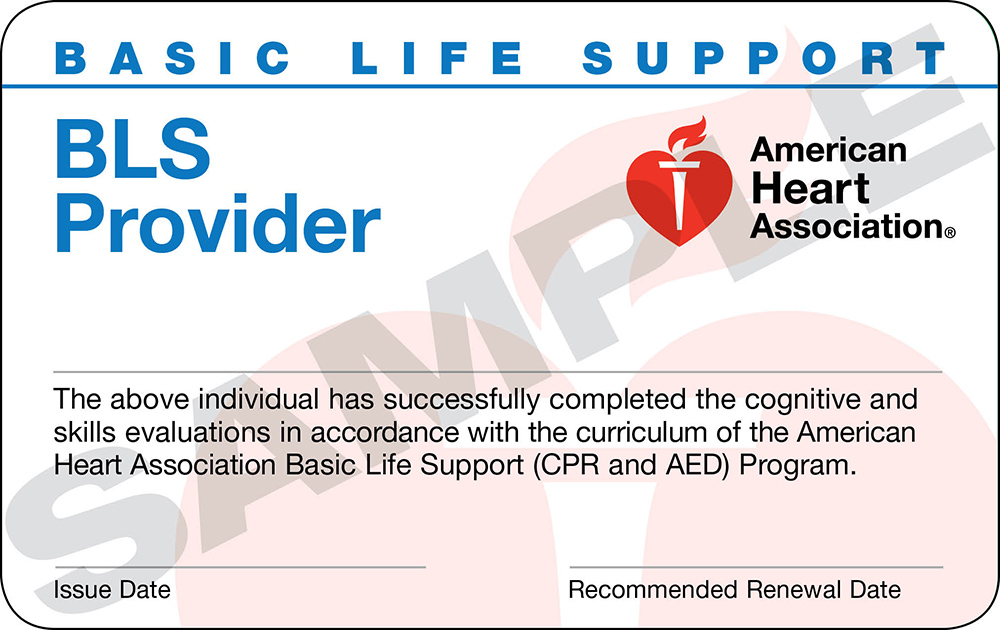 BASIC LIFE SUPPORT
BLS
Provider
American
Heart
Association®
SAMPLE
The above individual has successfully completed the cognitive and
skills evaluations in accordance with the curriculum of the American
Heart Association Basic Life Support (CPR and AED) Program.
Issue Date
Recommended Renewal Date